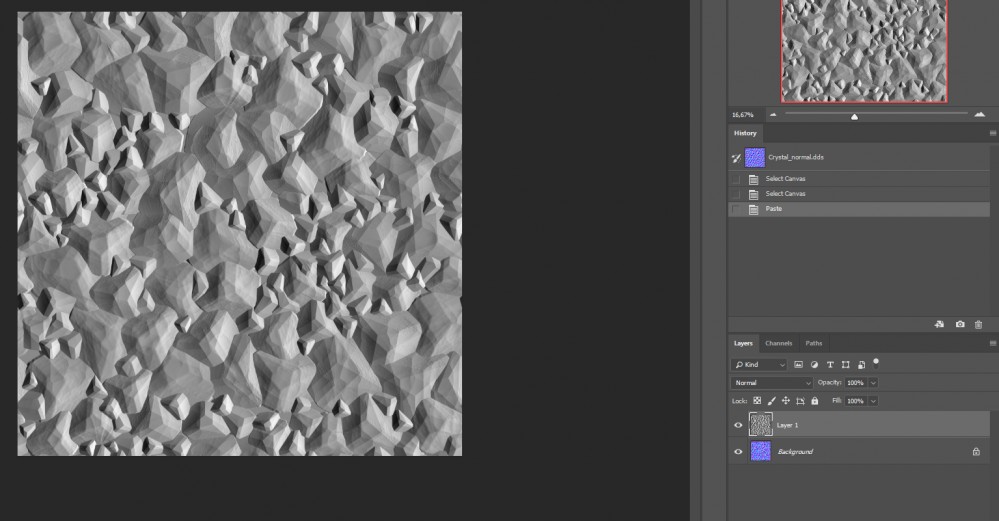 16,67%
History
Crystal_normal.dds
Select Canvas
Select Canvas
Paste
Layers Channels Paths
Kind
Normal Opacity: 100%
Lock: Fill: 100%
Layer 1
Background